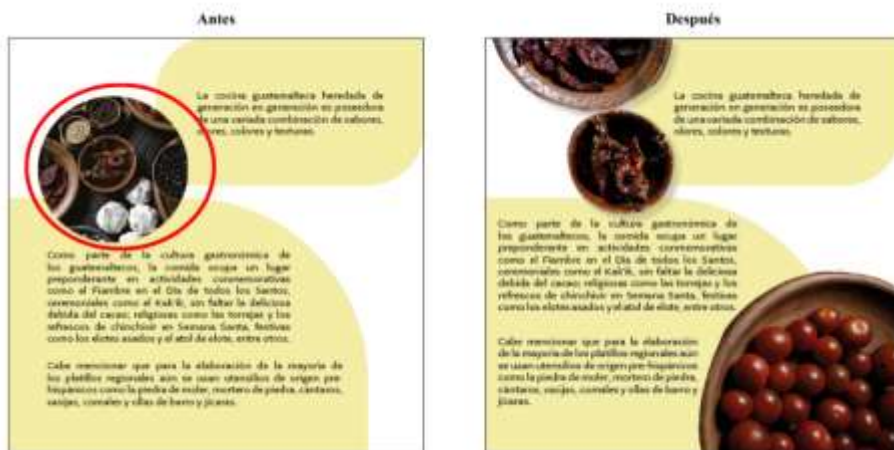 Antes
La cocina guatemalteca heredada de
generación en generación es poseedora
de una variada combinación de sabores,
olores, colores y texturas.
Como parte de la cultura gastronómica de
los guatemaltecos, la comida ocupa un lugar
preponderante en actividades conmemorativas
como el Fiambre en el Día de todos los Santos,
ceremoniales como el Kak'ik, sin faltar la deliciosa
debida del cacao; religiosas como las torrejas y los
refrescos de chinchivir en Semana Santa, festivas
como los elotes asados y el atol de elote, entre otros.
Cabe mencionar que para la elaboración de la mayoría de
los platillos regionales aún se usan utensilios de origen pre-
hispánicos como la piedra de moler, mortero de piedra, cántaros,
vasijas, comales y ollas de barro y jícaras.
Después
La cocina guatemalteca heredada de
generación en generación es poseedora
de una variada combinación de sabores,
olores, colores y texturas.
Como parte de la cultura gastronómica de
los guatemaltecos, la comida ocupa un lugar
preponderante en actividades conmemorativas
como el Fiambre en el Día de todos los Santos,
ceremoniales como el Kak'ik, sin faltar la deliciosa
debida del cacao; religiosas como las torrejas y los
refrescos de chinchivir en Semana Santa, festivas
como los elotes asados y el atol de elote, entre otros.
Cabe mencionar que para la elaboración
de la mayoría de los platillos regionales aún
se usan utensilios de origen pre-hispánicos
como la piedra de moler, mortero de piedra,
cántaros, vasijas, comales y ollas de barro y
jícaras.